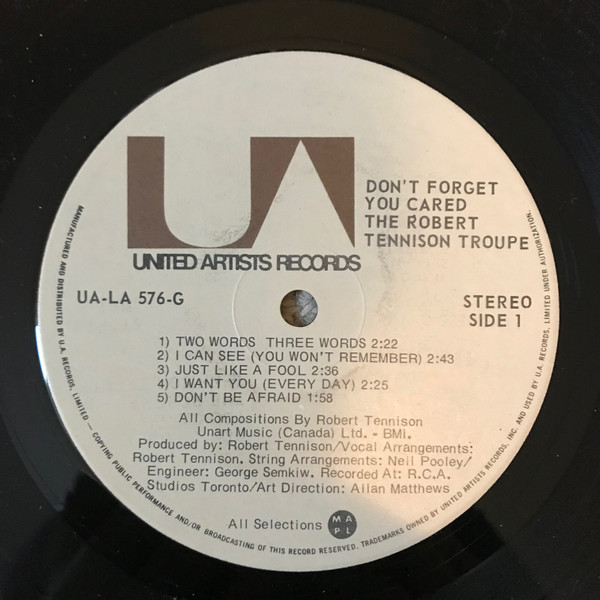 UA
UNITED ARTISTS RECORDS
DON'T FORGET
YOU CARED
THE ROBERT
TENNISON TROUPE
UA-LA 576-G
STEREO
SIDE 1
1) TWO WORDS THREE WORDS 2:22
2) I CAN SEE (YOU WON'T REMEMBER) 2:43
3) JUST LIKE A FOOL 2:36
4) I WANT YOU (EVERY DAY) 2:25
5) DON'T BE AFRAID 1:58
All Compositions By Robert Tennison
Unart Music (Canada) Ltd. - BMI.
Produced by: Robert Tennison/Vocal Arrangements:
Robert Tennison. String Arrangements: Neil Pooley/
Engineer: George Semkiw. Recorded At: R.C.A.
Studios Toronto/Art Direction: Allan Matthews
All Selections MAPL
MANUFACTURED AND DISTRIBUTED BY U.A. RECORDS, LIMITED — COPYING PUBLIC PERFORMANCE AND/OR BROADCASTING OF THIS RECORD RESERVED. TRADEMARKS OWNED BY UNITED ARTISTS RECORDS, INC. AND USED BY U.A. RECORDS, LIMITED UNDER AUTHORIZATION.